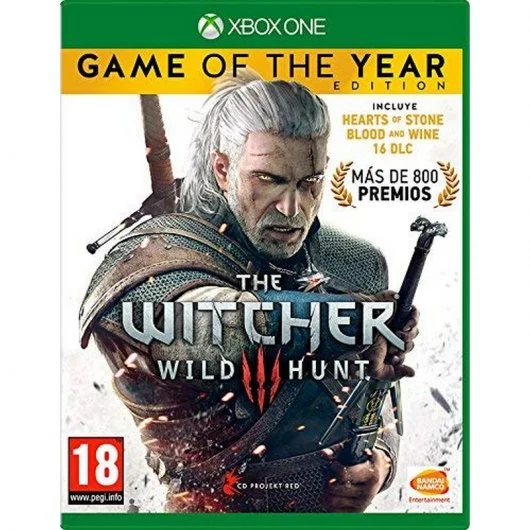 XBOX ONE
GAME OF THE YEAR
EDITION
INCLUYE
HEARTS OF STONE
BLOOD AND WINE
16 DLC
MÁS DE 800
PREMIOS
THE
WITCHER
WILD HUNT
18
www.pegi.info
CD PROJEKT RED
BANDAI
NAMCO
Entertainment